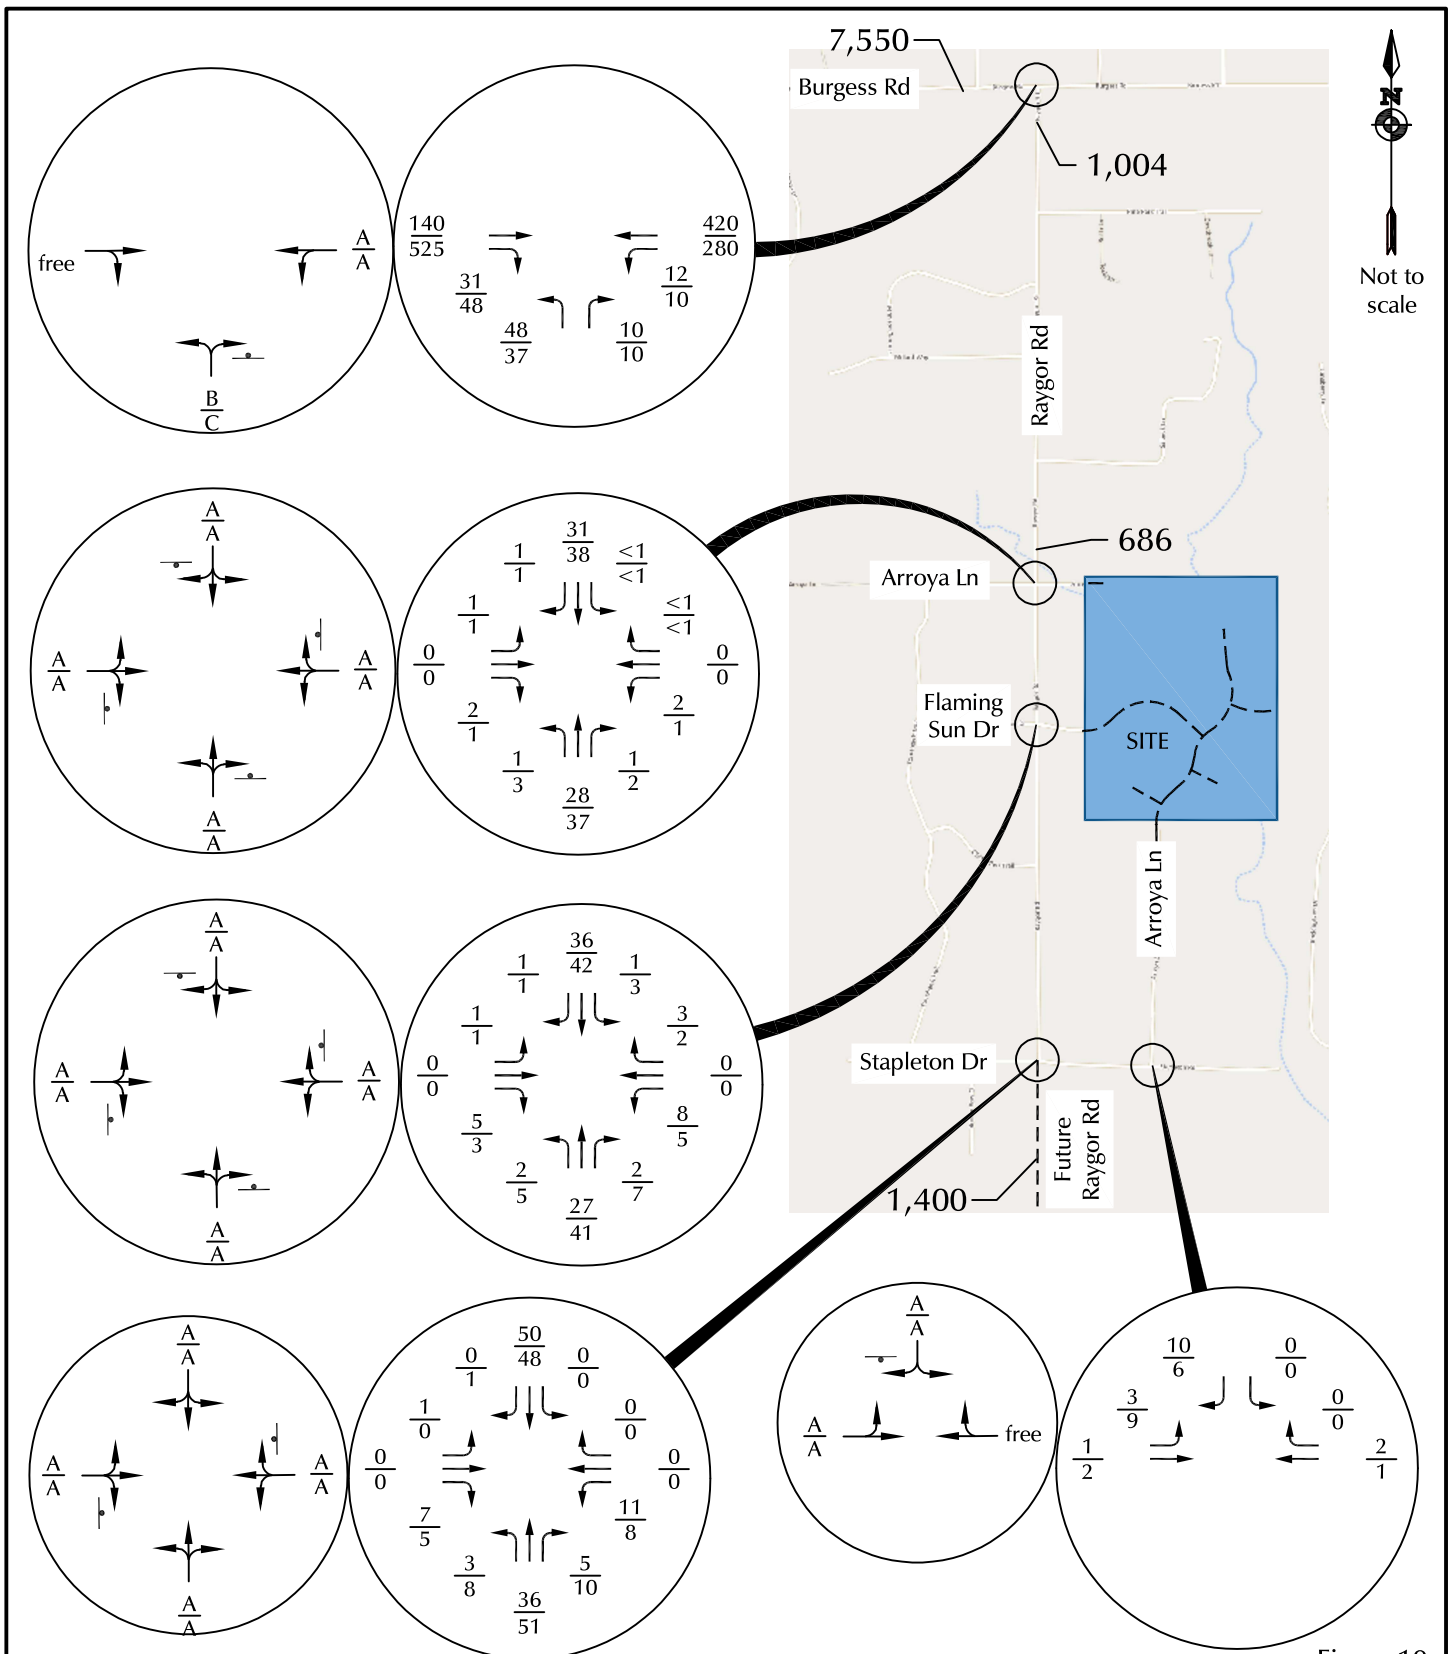 7,550
Burgess Rd
1,004
N
Not to
scale
free
A
A
B
C
140
525
420
280
31
48
12
10
48
37
10
10
Raygor Rd
686
Arroya Ln
Flaming
Sun Dr
SITE
Arroya Ln
Stapleton Dr
Future
Raygor Rd
1,400
A
A
A
A
A
A
A
A
31
38
1
1
<1
<1
1
1
<1
<1
0
0
0
0
2
1
2
1
1
3
1
2
28
37
A
A
A
A
A
A
A
A
36
42
1
1
1
3
1
1
3
2
0
0
0
0
5
3
8
5
2
5
2
7
27
41
A
A
A
A
A
A
A
A
50
48
0
1
0
0
1
0
0
0
0
0
0
0
7
5
11
8
3
8
5
10
36
51
A
A
A
A
free
10
6
0
0
3
9
0
0
1
2
2
1